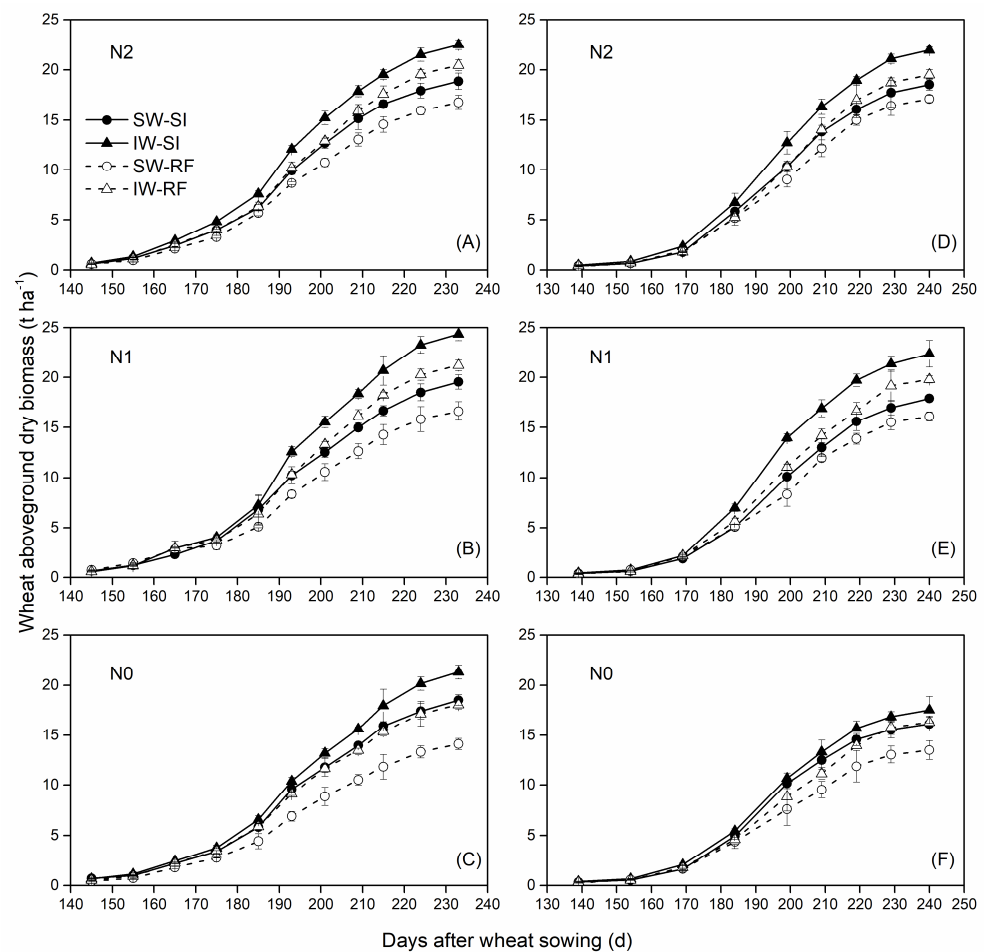 Wheat aboveground dry biomass (t ha⁻¹)
N2
SW-SI
IW-SI
SW-RF
IW-RF
(A)
25
20
15
10
5
0
140 150 160 170 180 190 200 210 220 230 240
N2
(D)
25
20
15
10
5
0
130 140 150 160 170 180 190 200 210 220 230 240 250
N1
(B)
25
20
15
10
5
0
140 150 160 170 180 190 200 210 220 230 240
N1
(E)
25
20
15
10
5
0
130 140 150 160 170 180 190 200 210 220 230 240 250
N0
(C)
25
20
15
10
5
0
140 150 160 170 180 190 200 210 220 230 240
N0
(F)
25
20
15
10
5
0
130 140 150 160 170 180 190 200 210 220 230 240 250
Days after wheat sowing (d)